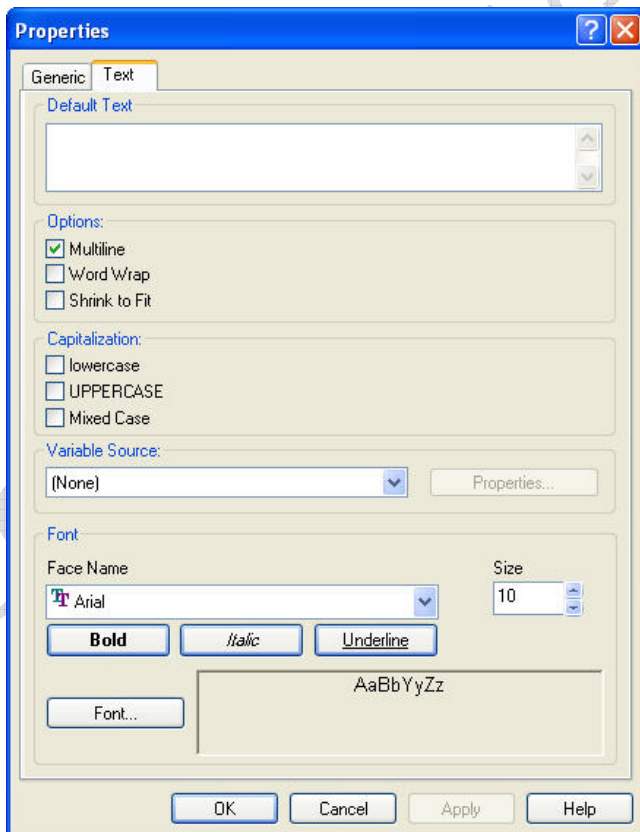 Properties
Generic Text
Default Text
Options:
Multiline
Word Wrap
Shrink to Fit
Capitalization:
lowercase
UPPERCASE
Mixed Case
Variable Source:
(None) Properties...
Font
Face Name Size
Arial 10
Bold Italic Underline
AaBbYyZz
Font...
OK Cancel Apply Help